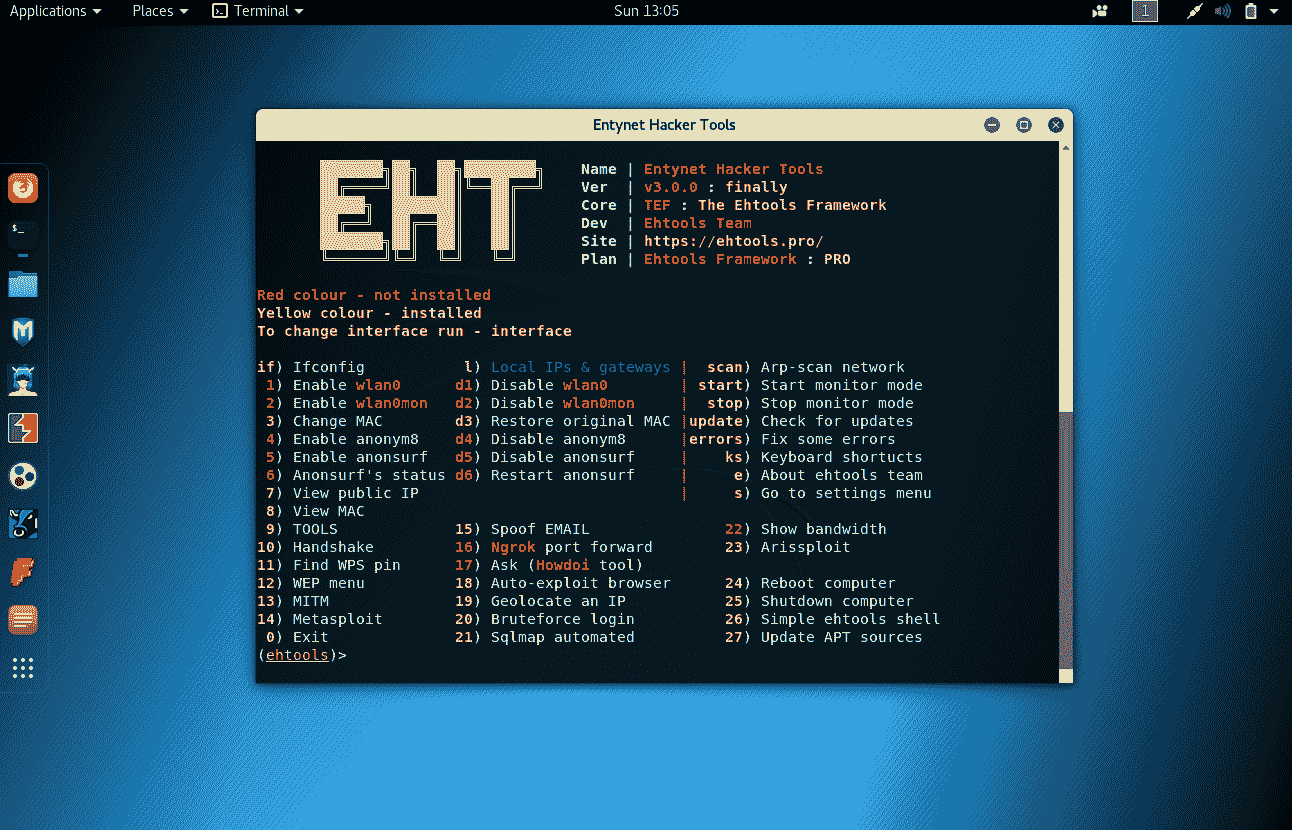 Applications Places Terminal Sun 13:05 1
Entynet Hacker Tools
EHT
Name | Entynet Hacker Tools
Ver | v3.0.0 : finally
Core | TEF : The Ehtools Framework
Dev | Ehtools Team
Site | https://ehtools.pro/
Plan | Ehtools Framework : PRO
Red colour - not installed
Yellow colour - installed
To change interface run - interface
if) Ifconfig l) Local IPs & gateways | scan) Arp-scan network
1) Enable wlan0 d1) Disable wlan0 | start) Start monitor mode
2) Enable wlan0mon d2) Disable wlan0mon | stop) Stop monitor mode
3) Change MAC d3) Restore original MAC |update) Check for updates
4) Enable anonym8 d4) Disable anonym8 |errors) Fix some errors
5) Enable anonsurf d5) Disable anonsurf | ks) Keyboard shortucts
6) Anonsurf's status d6) Restart anonsurf | e) About ehtools team
7) View public IP | s) Go to settings menu
8) View MAC
9) TOOLS 15) Spoof EMAIL 22) Show bandwidth
10) Handshake 16) Ngrok port forward 23) Arissploit
11) Find WPS pin 17) Ask (Howdoi tool)
12) WEP menu 18) Auto-exploit browser 24) Reboot computer
13) MITM 19) Geolocate an IP 25) Shutdown computer
14) Metasploit 20) Bruteforce login 26) Simple ehtools shell
0) Exit 21) Sqlmap automated 27) Update APT sources
(ehtools)>
$_